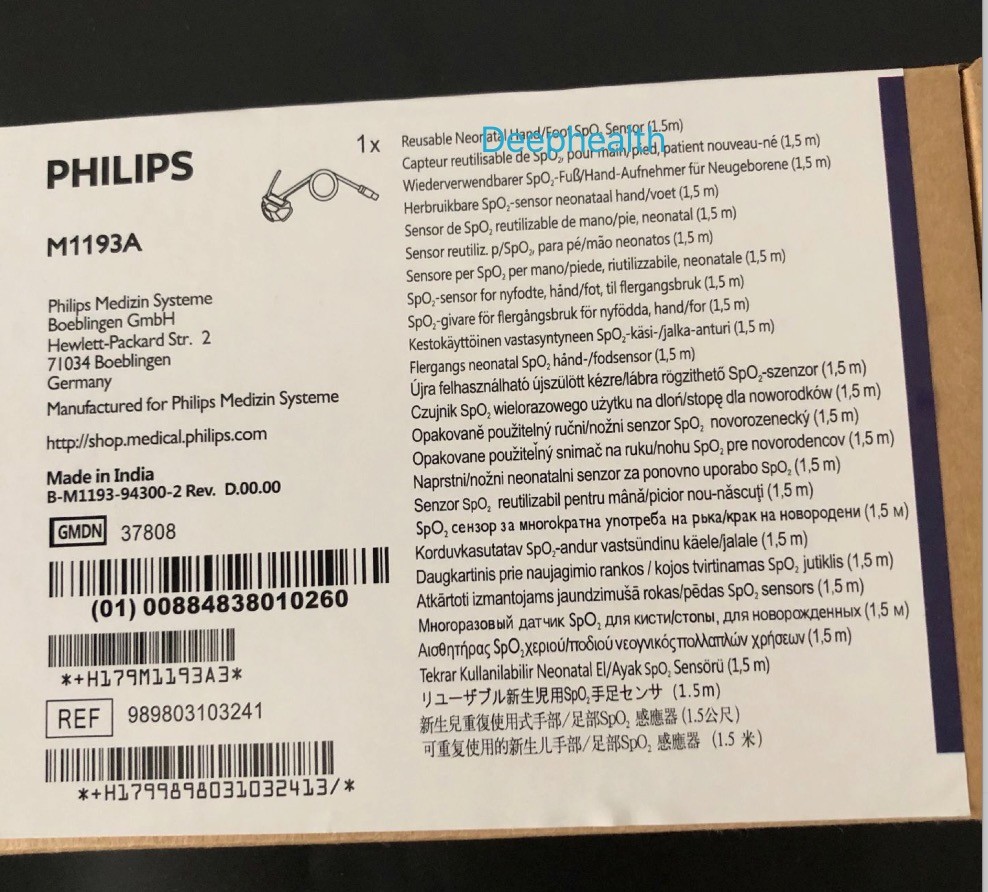 PHILIPS
M1193A
Philips Medizin Systeme
Boeblingen GmbH
Hewlett-Packard Str. 2
71034 Boeblingen
Germany
Manufactured for Philips Medizin Systeme
http://shop.medical.philips.com
Made in India
B-M1193-94300-2 Rev. D.00.00
GMDN 37808
(01) 00884838010260
*+H179M1193A3*
REF 989803103241
*+H1799898031032413/*
1 x
Deephealth
Reusable Neonatal Hand/Foot SpO₂ Sensor (1.5m)
Capteur reutilisable de SpO₂, pour main/pied, patient nouveau-né (1,5 m)
Wiederverwendbarer SpO₂-Fuß/Hand-Aufnehmer für Neugeborene (1,5 m)
Herbruikbare SpO₂-sensor neonataal hand/voet (1,5 m)
Sensor de SpO₂ reutilizable de mano/pie, neonatal (1,5 m)
Sensor reutiliz. p/SpO₂, para pé/mão neonatos (1,5 m)
Sensore per SpO₂ per mano/piede, riutilizzabile, neonatale (1,5 m)
SpO₂-sensor for nyfodte, hånd/fot, til flergangsbruk (1,5 m)
SpO₂-givare för flergångsbruk för nyfödda, hand/for (1,5 m)
Kestokäyttöinen vastasyntyneen SpO₂-käsi-/jalka-anturi (1,5 m)
Flergangs neonatal SpO₂ hånd-/fodsensor (1,5 m)
Újra felhasználható újszülött kézre/lábra rögzithető SpO₂-szenzor (1,5 m)
Czujnik SpO₂ wielorazowego użytku na dłoń/stopę dla noworodków (1,5 m)
Opakovaně použitelný ruční/nožní senzor SpO₂ novorozenecký (1,5 m)
Opakovane použiteľný snimač na ruku/nohu SpO₂ pre novorodencov (1,5 m)
Naprstni/nožni neonatalni senzor za ponovno uporabo SpO₂ (1,5 m)
Senzor SpO₂ reutilizabil pentru mână/picior nou-născuţi (1,5 m)
SpO₂ сензор за многократна употреба на рька/крак на новородени (1,5 м)
Korduvkasutatav SpO₂-andur vastsündinu käele/jalale (1,5 m)
Daugkartinis prie naujagimio rankos / kojos tvirtinamas SpO₂ jutiklis (1,5 m)
Atkārtoti izmantojams jaundzimušā rokas/pēdas SpO₂ sensors (1,5 m)
Многоразовый датчик SpO₂ для кисти/стопы, для новорожденных (1,5 м)
Αισθητήρας SpO₂ χεριού/ποδιού νεογνικός πολλαπλών χρήσεων (1,5 m)
Tekrar Kullanilabilir Neonatal El/Ayak SpO₂ Sensörü (1,5 m)
リユーザブル新生児用SpO₂手足センサ (1.5m)
新生兒重復使用式手部/足部SpO₂ 感應器 (1.5公尺)
可重复使用的新生儿手部/足部SpO₂ 感應器 (1.5 米)